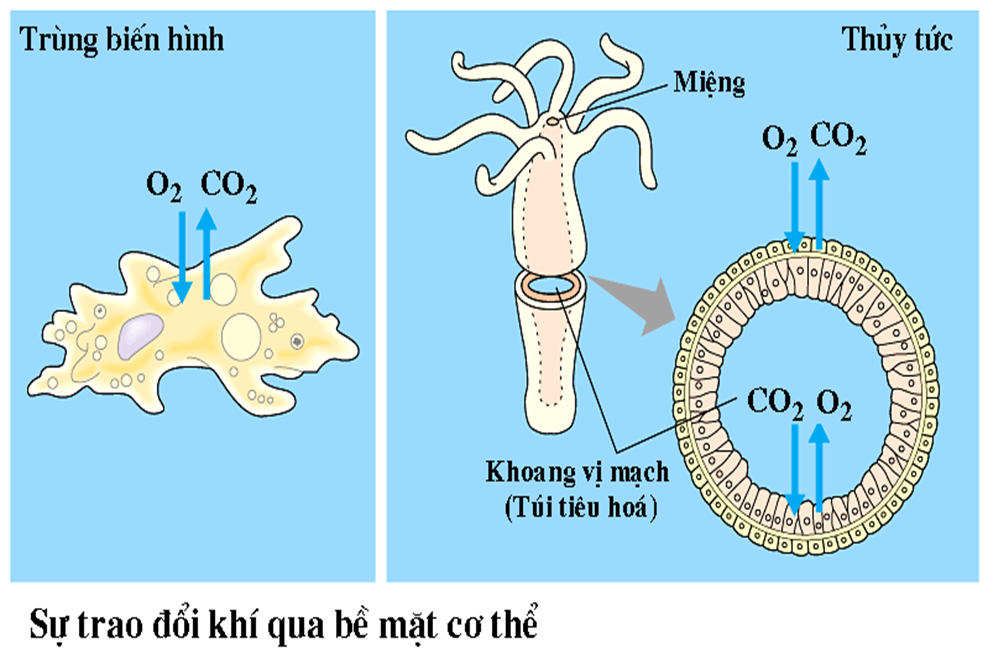 Trùng biến hình
O₂ CO₂
Thủy tức
Miệng
O₂ CO₂
CO₂ O₂
Khoang vị mạch
(Túi tiêu hoá)
Sự trao đổi khí qua bề mặt cơ thể